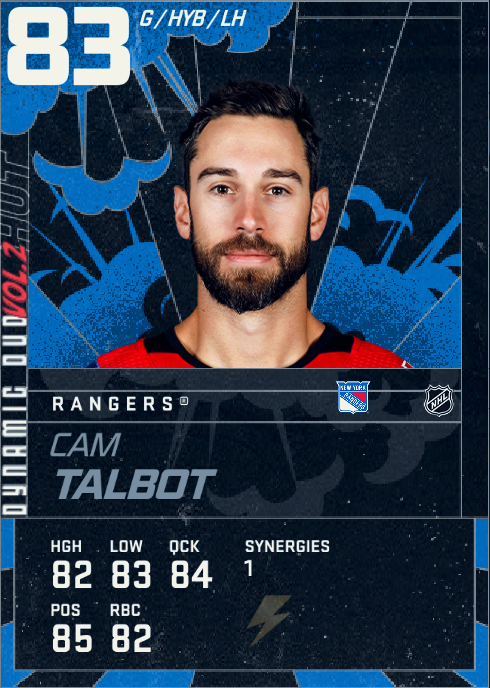 83
G / HYB / LH
HUT
DYNAMIC DUO VOL.2
RANGERS®
NEW YORK
RANGERS
NHL
CAM
TALBOT
HGH LOW QCK SYNERGIES
82 83 84 1
POS RBC
85 82